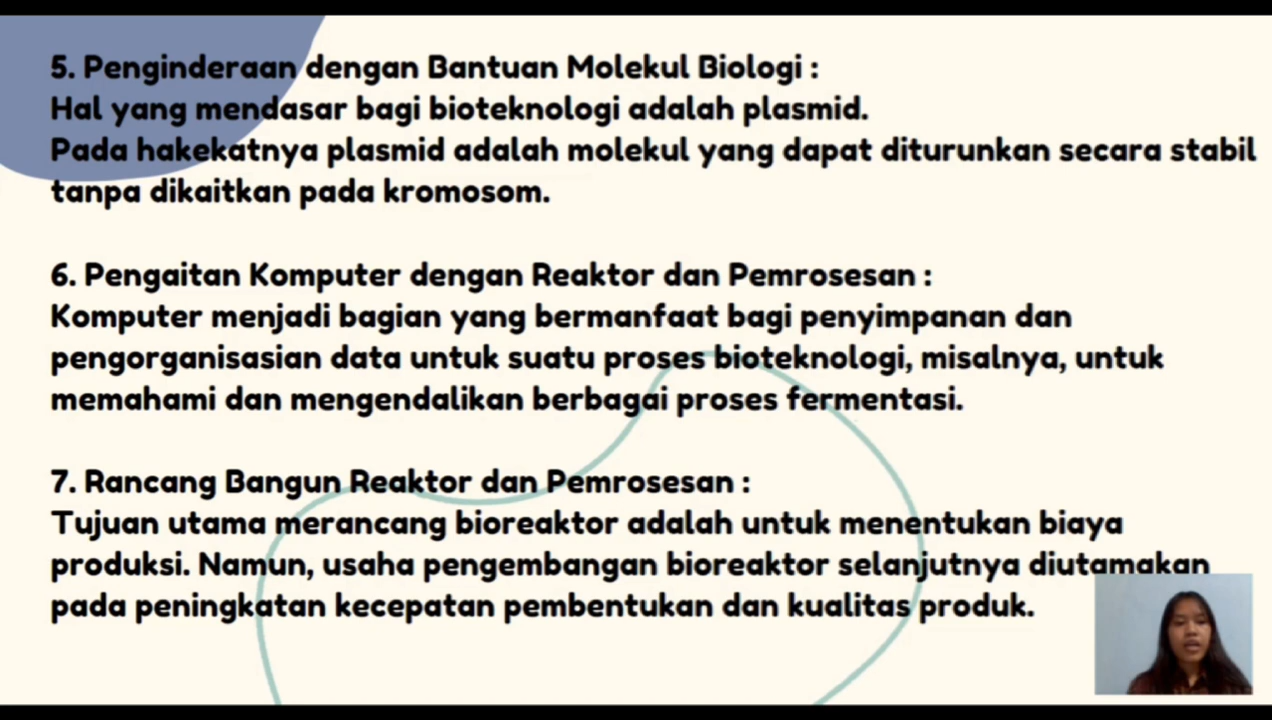 5. Penginderaan dengan Bantuan Molekul Biologi :
Hal yang mendasar bagi bioteknologi adalah plasmid.
Pada hakekatnya plasmid adalah molekul yang dapat diturunkan secara stabil
tanpa dikaitkan pada kromosom.
6. Pengaitan Komputer dengan Reaktor dan Pemrosesan :
Komputer menjadi bagian yang bermanfaat bagi penyimpanan dan
pengorganisasian data untuk suatu proses bioteknologi, misalnya, untuk
memahami dan mengendalikan berbagai proses fermentasi.
7. Rancang Bangun Reaktor dan Pemrosesan :
Tujuan utama merancang bioreaktor adalah untuk menentukan biaya
produksi. Namun, usaha pengembangan bioreaktor selanjutnya diutamakan
pada peningkatan kecepatan pembentukan dan kualitas produk.